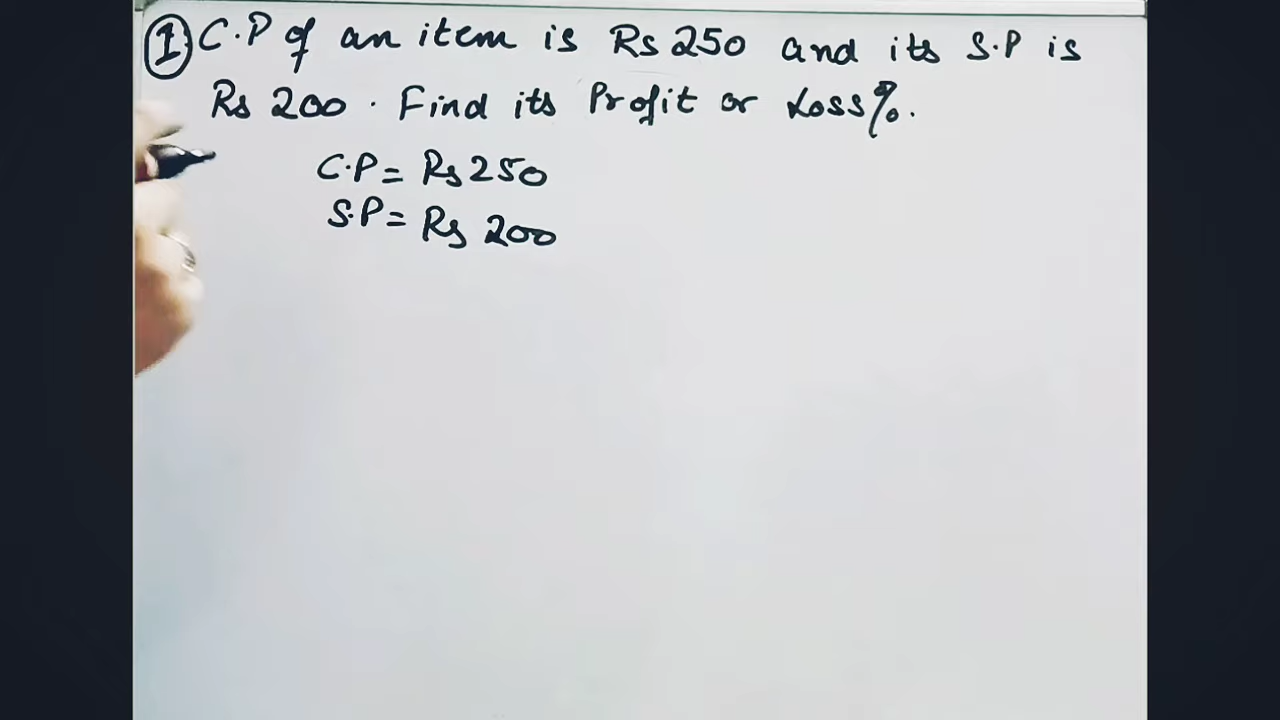 ① C.P of an item is Rs 250 and its S.P is
Rs 200. Find its Profit or Loss%.
C.P = Rs 250
S.P = Rs 200